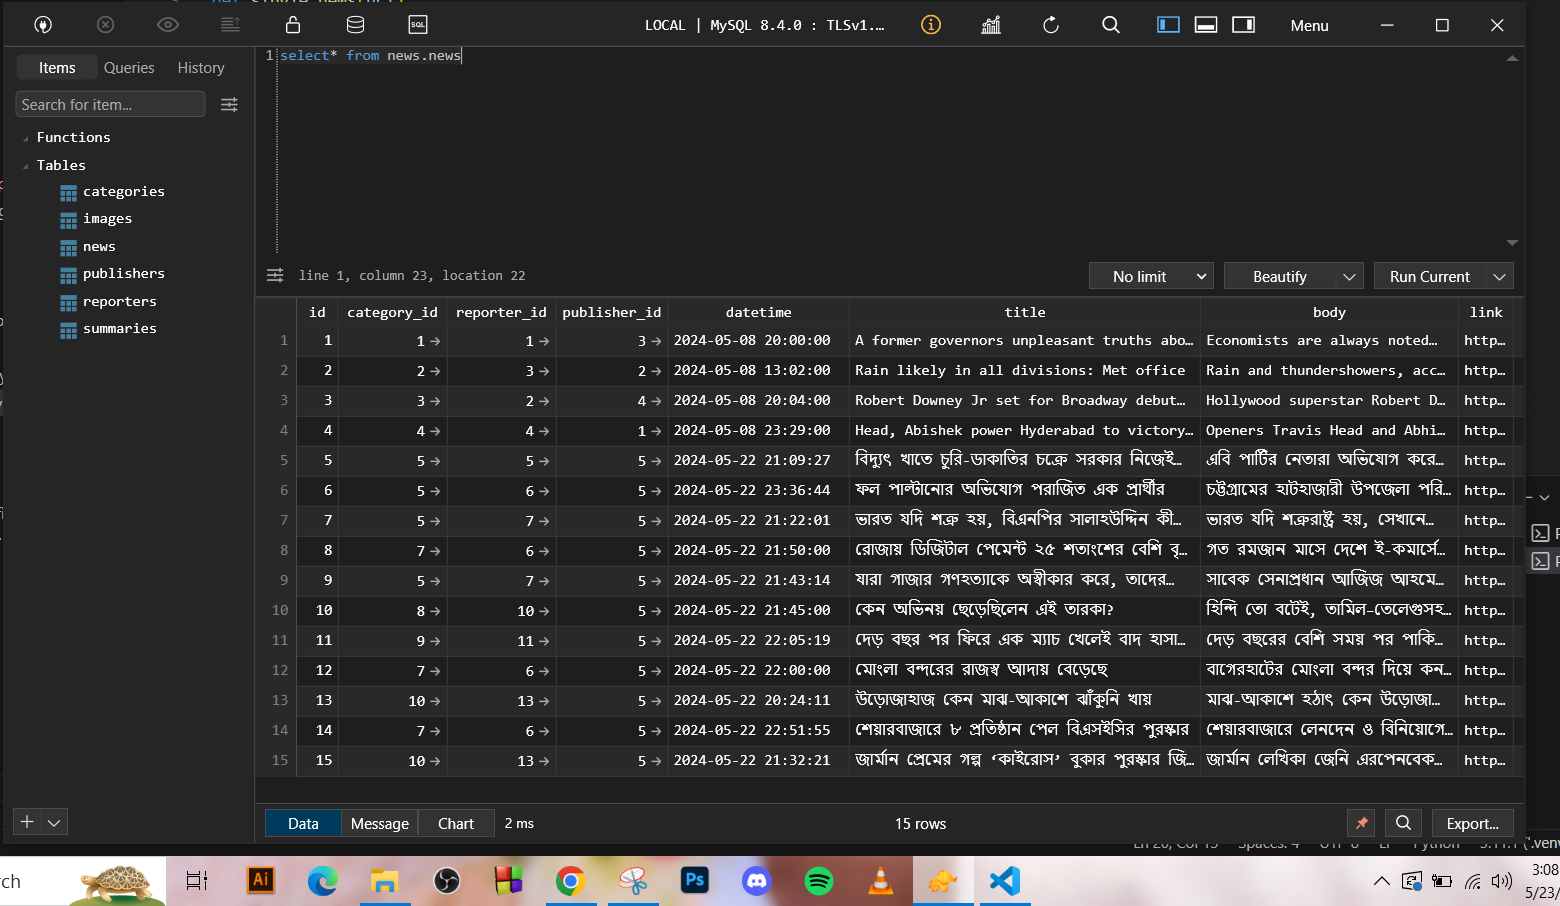 LOCAL | MySQL 8.4.0 : TLSv1....
Menu
Items Queries History
Search for item...
Functions
Tables
categories
images
news
publishers
reporters
summaries
1 select* from news.news
line 1, column 23, location 22
No limit Beautify Run Current
id category_id reporter_id publisher_id datetime title body link
1 1 1 → 1 → 3 → 2024-05-08 20:00:00 A former governors unpleasant truths abo… Economists are always noted… http…
2 2 2 → 3 → 2 → 2024-05-08 13:02:00 Rain likely in all divisions: Met office Rain and thundershowers, acc… http…
3 3 3 → 2 → 4 → 2024-05-08 20:04:00 Robert Downey Jr set for Broadway debut… Hollywood superstar Robert D… http…
4 4 4 → 4 → 1 → 2024-05-08 23:29:00 Head, Abishek power Hyderabad to victory… Openers Travis Head and Abhi… http…
5 5 5 → 5 → 5 → 2024-05-22 21:09:27 বিদ্যুৎ খাতে চুরি-ডাকাতির চক্রে সরকার নিজেই… এবি পার্টির নেতারা অভিযোগ করে… http…
6 6 5 → 6 → 5 → 2024-05-22 23:36:44 ফল পাল্টানোর অভিযোগ পরাজিত এক প্রার্থীর চট্টগ্রামের হাটহাজারী উপজেলা পরি… http…
7 7 5 → 7 → 5 → 2024-05-22 21:22:01 ভারত যদি শত্রু হয়, বিএনপির সালাহউদ্দিন কী… ভারত যদি শত্রুরাষ্ট্র হয়, সেখানে… http…
8 8 7 → 6 → 5 → 2024-05-22 21:50:00 রোজায় ডিজিটাল পেমেন্ট ২৫ শতাংশের বেশি বৃ… গত রমজান মাসে দেশে ই-কমার্সে… http…
9 9 5 → 7 → 5 → 2024-05-22 21:43:14 যারা গাজার গণহত্যাকে অস্বীকার করে, তাদের… সাবেক সেনাপ্রধান আজিজ আহমে… http…
10 10 8 → 10 → 5 → 2024-05-22 21:45:00 কেন অভিনয় ছেড়েছিলেন এই তারকা? হিন্দি তো বটেই, তামিল-তেলেগুসহ… http…
11 11 9 → 11 → 5 → 2024-05-22 22:05:19 দেড় বছর পর ফিরে এক ম্যাচ খেলেই বাদ হাসা… দেড় বছরের বেশি সময় পর পাকি… http…
12 12 7 → 6 → 5 → 2024-05-22 22:00:00 মোংলা বন্দরের রাজস্ব আদায় বেড়েছে বাগেরহাটের মোংলা বন্দর দিয়ে কন… http…
13 13 10 → 13 → 5 → 2024-05-22 20:24:11 উড়োজাহাজ কেন মাঝ-আকাশে ঝাঁকুনি খায় মাঝ-আকাশে হঠাৎ কেন উড়োজা… http…
14 14 7 → 6 → 5 → 2024-05-22 22:51:55 শেয়ারবাজারে ৮ প্রতিষ্ঠান পেল বিএসইসির পুরস্কার শেয়ারবাজারে লেনদেন ও বিনিয়োগে… http…
15 15 10 → 13 → 5 → 2024-05-22 21:32:21 জার্মান প্রেমের গল্প ‘কাইরোস’ বুকার পুরস্কার জি… জার্মান লেখিকা জেনি এরপেনবেক… http…
Data Message Chart 2 ms 15 rows Export...
3:08
5/23/